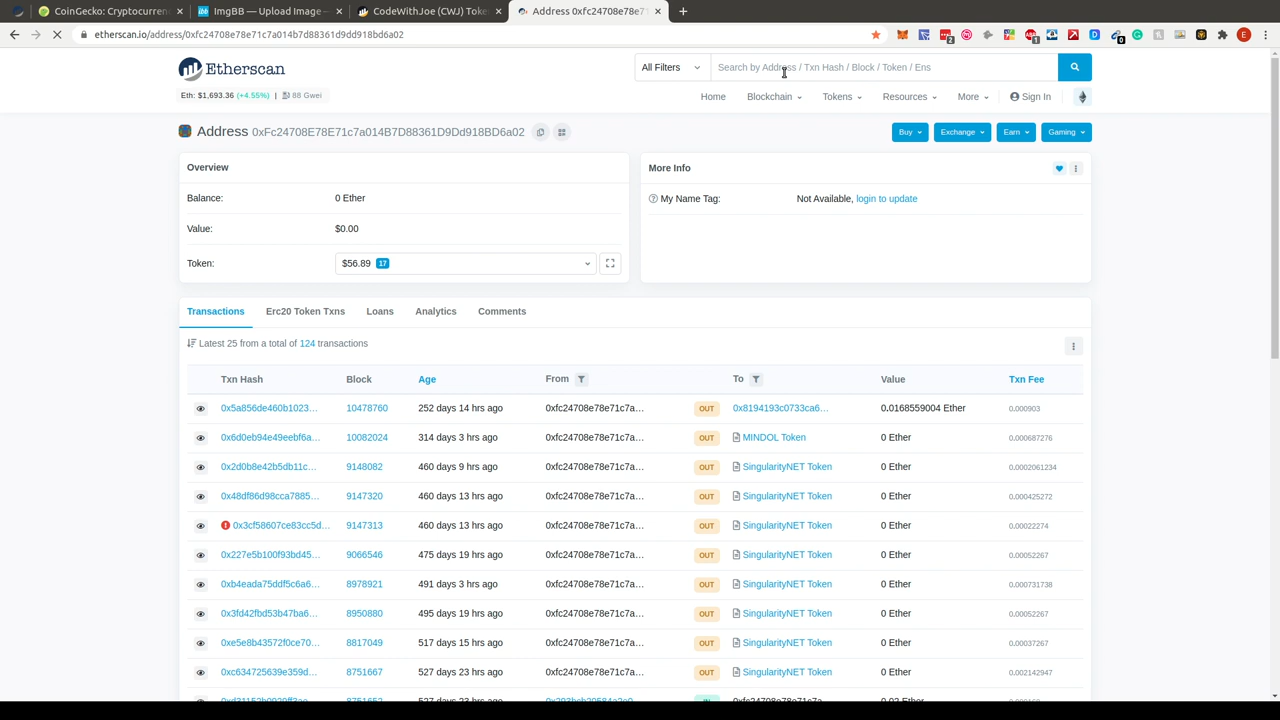 CoinGecko: Cryptocurren
ImgBB — Upload Image
CodeWithJoe (CWJ) Token
Address 0xfc24708e78e71
etherscan.io/address/0xfc24708e78e71c7a014b7d88361d9dd918bd6a02
Etherscan
All Filters
Search by Address / Txn Hash / Block / Token / Ens
Eth: $1,693.36 (+4.55%) | 88 Gwei
Home Blockchain Tokens Resources More Sign In
Address 0xFc24708E78E71c7a014B7D88361D9Dd918BD6a02
Buy Exchange Earn Gaming
Overview
Balance: 0 Ether
Value: $0.00
Token: $56.89 17
More Info
My Name Tag: Not Available, login to update
Transactions Erc20 Token Txns Loans Analytics Comments
Latest 25 from a total of 124 transactions
Txn Hash Block Age From To Value Txn Fee
0x5a856de460b1023... 10478760 252 days 14 hrs ago 0xfc24708e78e71c7a... OUT 0x8194193c0733ca6... 0.0168559004 Ether 0.000903
0x6d0eb94e49eebf6a... 10082024 314 days 3 hrs ago 0xfc24708e78e71c7a... OUT MINDOL Token 0 Ether 0.000687276
0x2d0b8e42b5db11c... 9148082 460 days 9 hrs ago 0xfc24708e78e71c7a... OUT SingularityNET Token 0 Ether 0.0002061234
0x48df86d98cca7885... 9147320 460 days 13 hrs ago 0xfc24708e78e71c7a... OUT SingularityNET Token 0 Ether 0.000425272
0x3cf58607ce83cc5d... 9147313 460 days 13 hrs ago 0xfc24708e78e71c7a... OUT SingularityNET Token 0 Ether 0.00022274
0x227e5b100f93bd45... 9066546 475 days 19 hrs ago 0xfc24708e78e71c7a... OUT SingularityNET Token 0 Ether 0.00052267
0xb4eada75ddf5c6a6... 8978921 491 days 3 hrs ago 0xfc24708e78e71c7a... OUT SingularityNET Token 0 Ether 0.000731738
0x3fd42fbd53b47ba6... 8950880 495 days 19 hrs ago 0xfc24708e78e71c7a... OUT SingularityNET Token 0 Ether 0.00052267
0xe5e8b43572f0ce70... 8817049 517 days 15 hrs ago 0xfc24708e78e71c7a... OUT SingularityNET Token 0 Ether 0.00037267
0xc634725639e359d... 8751667 527 days 23 hrs ago 0xfc24708e78e71c7a... OUT SingularityNET Token 0 Ether 0.002142947